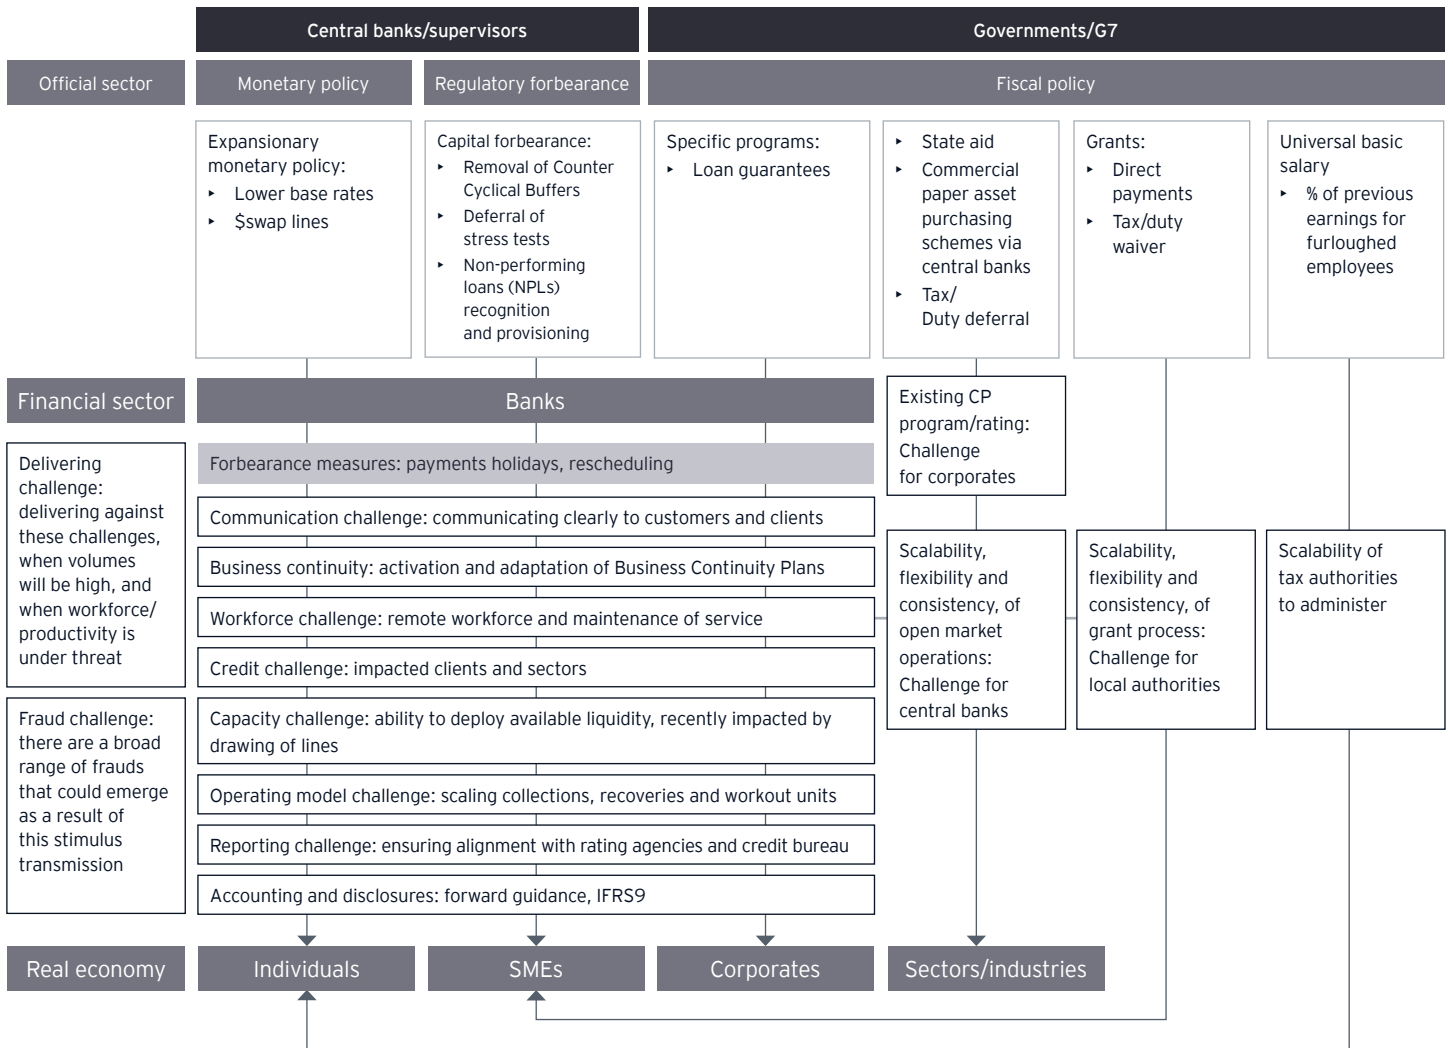 Central banks/supervisors
Governments/G7
Official sector
Monetary policy
Regulatory forbearance
Fiscal policy
Expansionary
monetary policy:
‣ Lower base rates
‣ $swap lines
Capital forbearance:
‣ Removal of Counter
Cyclical Buffers
‣ Deferral of
stress tests
‣ Non-performing
loans (NPLs)
recognition
and provisioning
Specific programs:
‣ Loan guarantees
‣ State aid
‣ Commercial
paper asset
purchasing
schemes via
central banks
‣ Tax/
Duty deferral
Grants:
‣ Direct
payments
‣ Tax/duty
waiver
Universal basic
salary
‣ % of previous
earnings for
furloughed
employees
Financial sector
Banks
Existing CP
program/rating:
Challenge
for corporates
Delivering
challenge:
delivering against
these challenges,
when volumes
will be high, and
when workforce/
productivity is
under threat
Fraud challenge:
there are a broad
range of frauds
that could emerge
as a result of
this stimulus
transmission
Forbearance measures: payments holidays, rescheduling
Communication challenge: communicating clearly to customers and clients
Business continuity: activation and adaptation of Business Continuity Plans
Workforce challenge: remote workforce and maintenance of service
Credit challenge: impacted clients and sectors
Capacity challenge: ability to deploy available liquidity, recently impacted by
drawing of lines
Operating model challenge: scaling collections, recoveries and workout units
Reporting challenge: ensuring alignment with rating agencies and credit bureau
Accounting and disclosures: forward guidance, IFRS9
Scalability,
flexibility and
consistency, of
open market
operations:
Challenge for
central banks
Scalability,
flexibility and
consistency, of
grant process:
Challenge for
local authorities
Scalability of
tax authorities
to administer
Real economy
Individuals
SMEs
Corporates
Sectors/industries